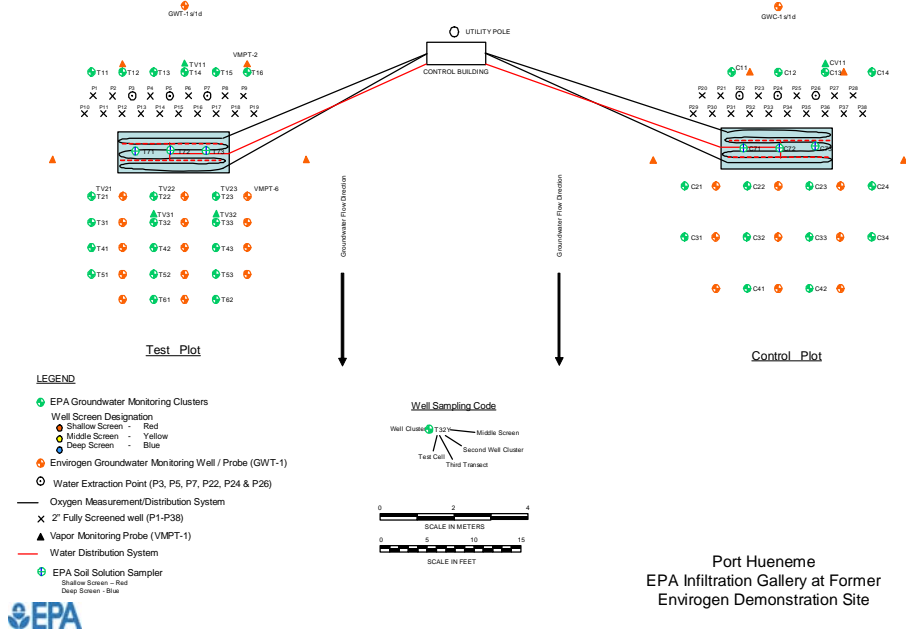 GWT-1s/1d
GWC-1s/1d
UTILITY POLE
CONTROL BUILDING
VMPT-2
TV11
T11 T12 T13 T14 T15 T16
P1 P2 P3 P4 P5 P6 P7 P8 P9
P10 P11 P12 P13 P14 P15 P16 P17 P18 P19
CV11
C11 C12 C13 C14
P20 P21 P22 P23 P24 P25 P26 P27 P28
P29 P30 P31 P32 P33 P34 P35 P36 P37 P38
T71 T72 T73
C71 C72
TV21 TV22 TV23 VMPT-6
T21 T22 T23
TV31 TV32
T31 T32 T33
T41 T42 T43
T51 T52 T53
T61 T62
Groundwater Flow Direction
Groundwater Flow Direction
C21 C22 C23 C24
C31 C32 C33 C34
C41 C42
Test Plot
Control Plot
LEGEND
EPA Groundwater Monitoring Clusters
Well Screen Designation
Shallow Screen - Red
Middle Screen - Yellow
Deep Screen - Blue
Envirogen Groundwater Monitoring Well / Probe (GWT-1)
Water Extraction Point (P3, P5, P7, P22, P24 & P26)
Oxygen Measurement/Distribution System
2" Fully Screened well (P1-P38)
Vapor Monitoring Probe (VMPT-1)
Water Distribution System
EPA Soil Solution Sampler
Shallow Screen – Red
Deep Screen - Blue
Well Sampling Code
Well Cluster T32Y Middle Screen
Second Well Cluster
Test Cell
Third Transect
0 2 4
SCALE IN METERS
0 5 10 15
SCALE IN FEET
Port Hueneme
EPA Infiltration Gallery at Former
Envirogen Demonstration Site
EPA